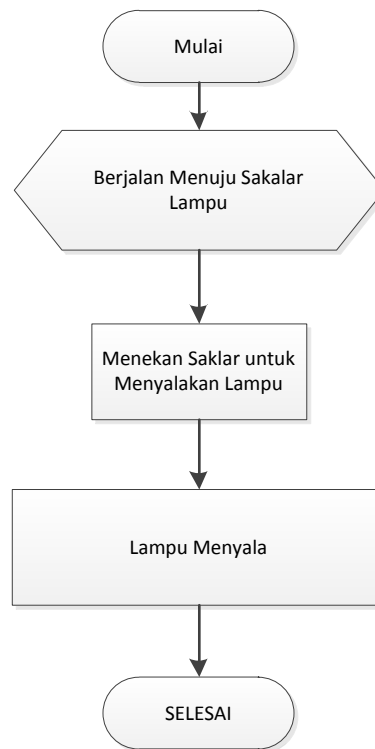 Mulai
Berjalan Menuju Sakalar
Lampu
Menekan Saklar untuk
Menyalakan Lampu
Lampu Menyala
SELESAI